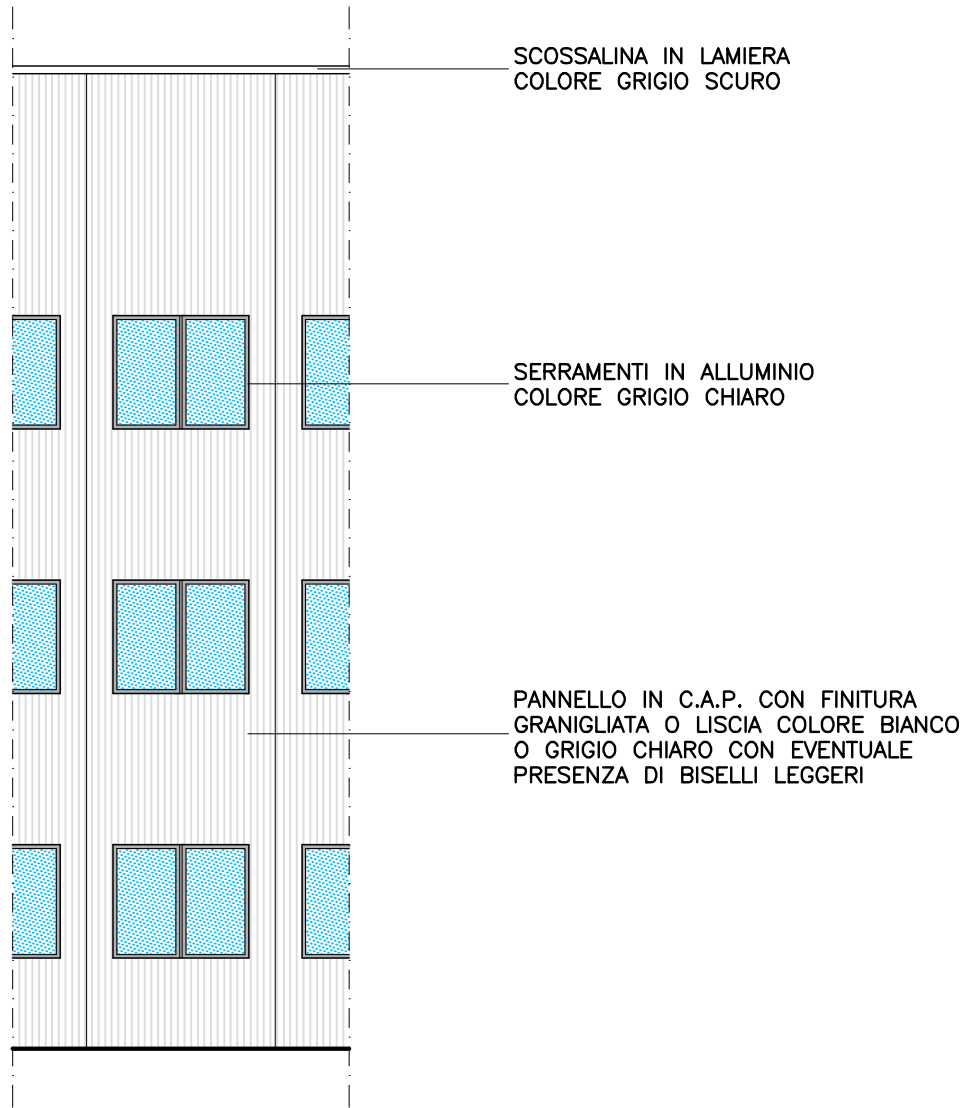 SCOSSALINA IN LAMIERA
COLORE GRIGIO SCURO
SERRAMENTI IN ALLUMINIO
COLORE GRIGIO CHIARO
PANNELLO IN C.A.P. CON FINITURA
GRANIGLIATA O LISCIA COLORE BIANCO
O GRIGIO CHIARO CON EVENTUALE
PRESENZA DI BISELLI LEGGERI